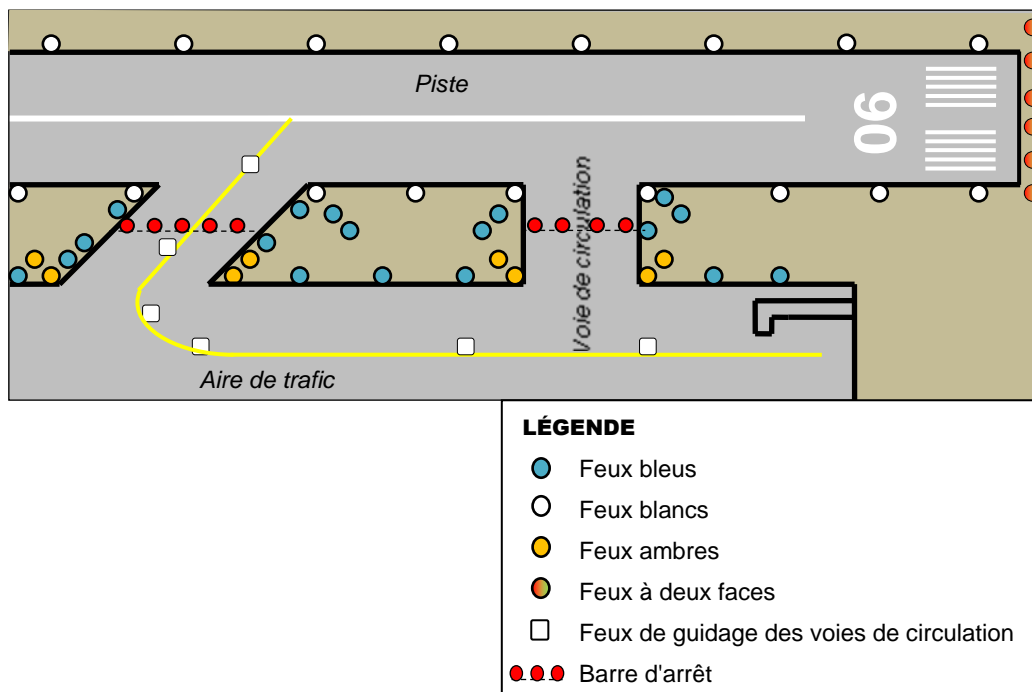 Piste
06
Voie de circulation
Aire de trafic
LÉGENDE
Feux bleus
Feux blancs
Feux ambres
Feux à deux faces
Feux de guidage des voies de circulation
Barre d'arrêt